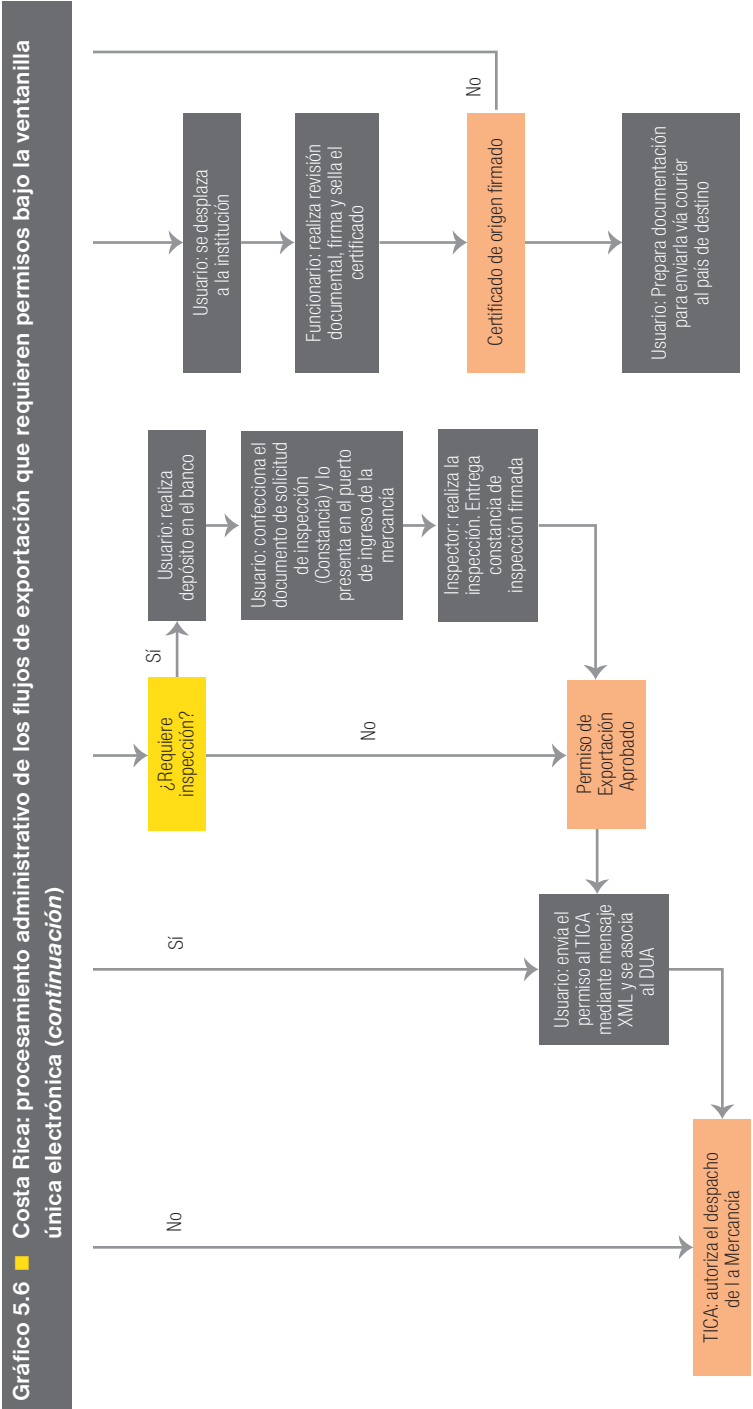 Gráfico 5.6 ■ Costa Rica: procesamiento administrativo de los flujos de exportación que requieren permisos bajo la ventanilla
única electrónica (continuación)
No
TICA: autoriza el despacho
de l a Mercancía
Sí
Usuario: envía el
permiso al TICA
mediante mensaje
XML y se asocia
al DUA
¿Requiere
inspección?
Sí
No
Permiso de
Exportación
Aprobado
Usuario: realiza
depósito en el banco
Usuario: confecciona el
documento de solicitud
de inspección
(Constancia) y lo
presenta en el puerto
de ingreso de la
mercancía
Inspector: realiza la
inspección. Entrega
constancia de
inspección firmada
Usuario: se desplaza
a la institución
Funcionario: realiza revisión
documental, firma y sella el
certificado
Certificado de origen firmado
No
Usuario: Prepara documentación
para enviarla vía courier
al país de destino